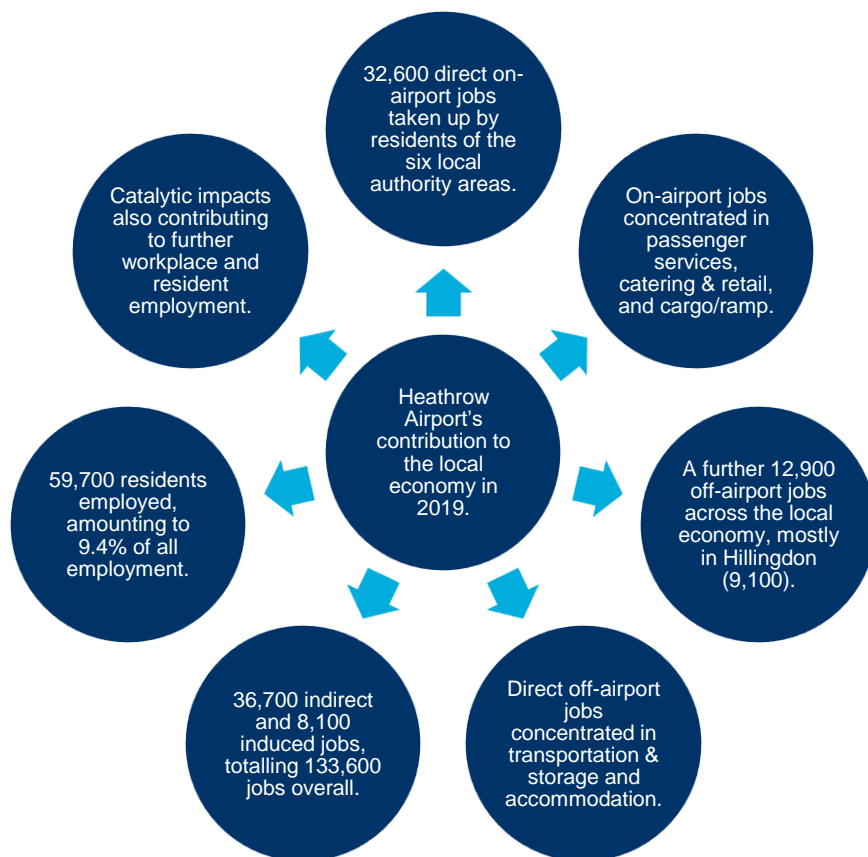 32,600 direct on-
airport jobs
taken up by
residents of the
six local
authority areas.
On-airport jobs
concentrated in
passenger
services,
catering & retail,
and cargo/ramp.
A further 12,900
off-airport jobs
across the local
economy, mostly
in Hillingdon
(9,100).
Direct off-airport
jobs
concentrated in
transportation &
storage and
accommodation.
36,700 indirect
and 8,100
induced jobs,
totalling 133,600
jobs overall.
59,700 residents
employed,
amounting to
9.4% of all
employment.
Catalytic impacts
also contributing
to further
workplace and
resident
employment.
Heathrow
Airport’s
contribution to
the local
economy in
2019.